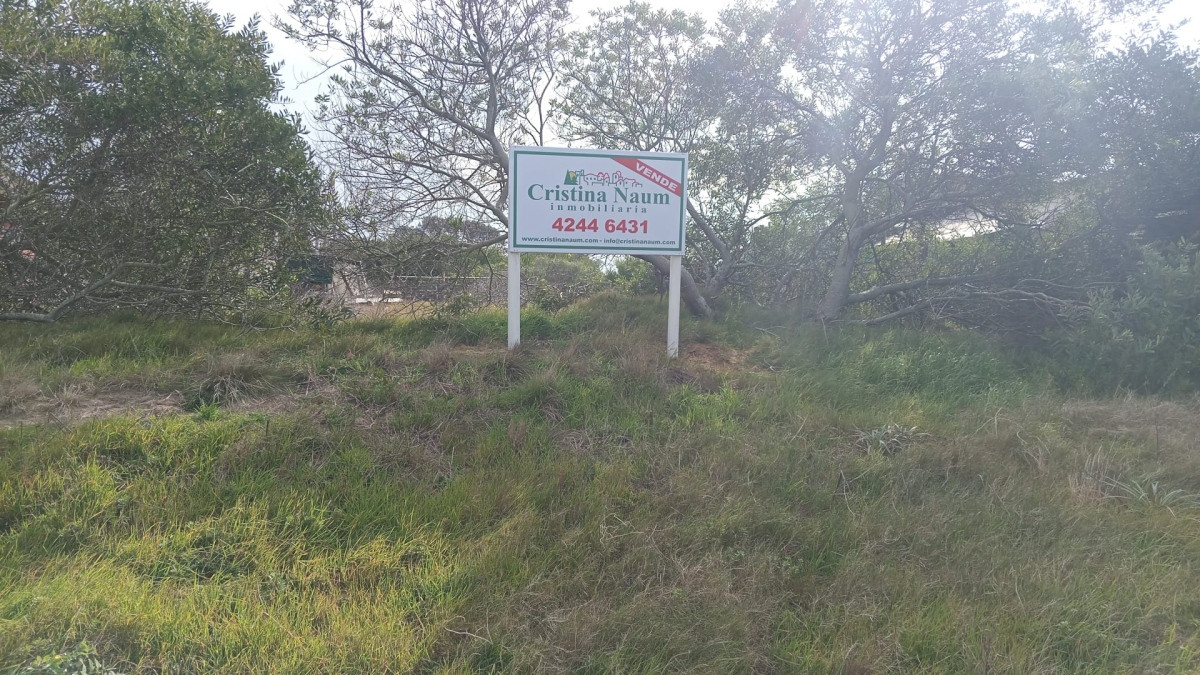 VENDE
Cristina Naum
inmobiliaria
4244 6431
www.cristinanaum.com - info@cristinanaum.com